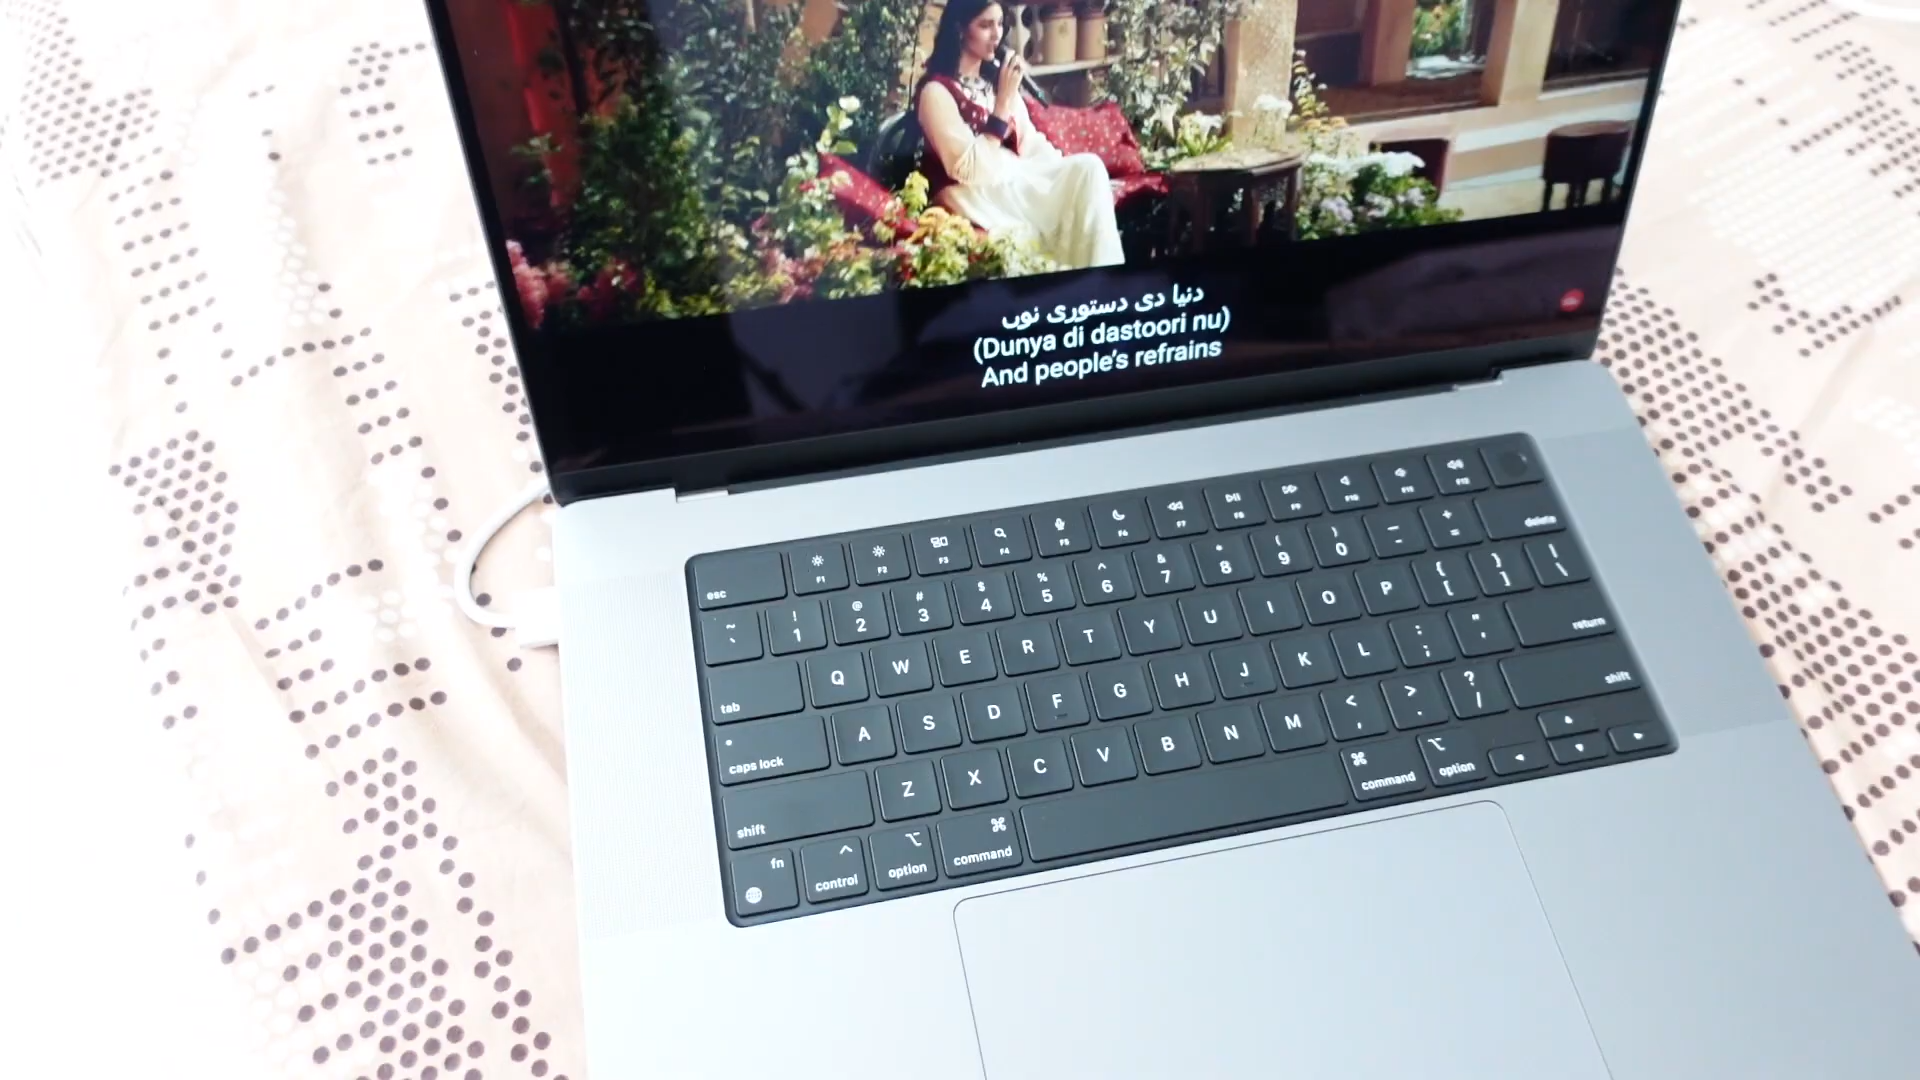 دنیا دی دستوری نوں
(Dunya di dastoori nu)
And people's refrains
esc F1 F2 F3 F4 F5 F6 F7 F8 F9 F10 F11 F12
~ ` ! 1 @ 2 # 3 $ 4 % 5 ^ 6 & 7 * 8 ( 9 ) 0 — - + = delete
tab Q W E R T Y U I O P { [ } ] | \
caps lock A S D F G H J K L : ; " ' return
shift Z X C V B N M < , > . ? / shift
fn control option command command option